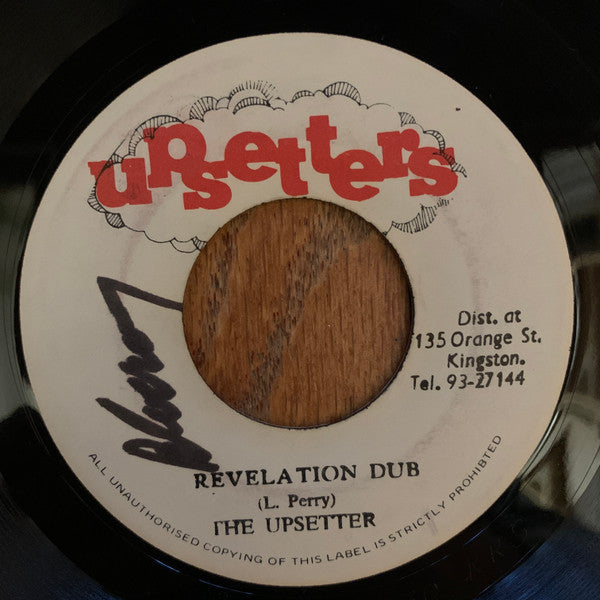 upsetters
Dist. at
135 Orange St.
Kingston.
Tel. 93-27144
REVELATION DUB
(L. Perry)
THE UPSETTER
ALL UNAUTHORISED COPYING OF THIS LABEL IS STRICTLY PROHIBTED